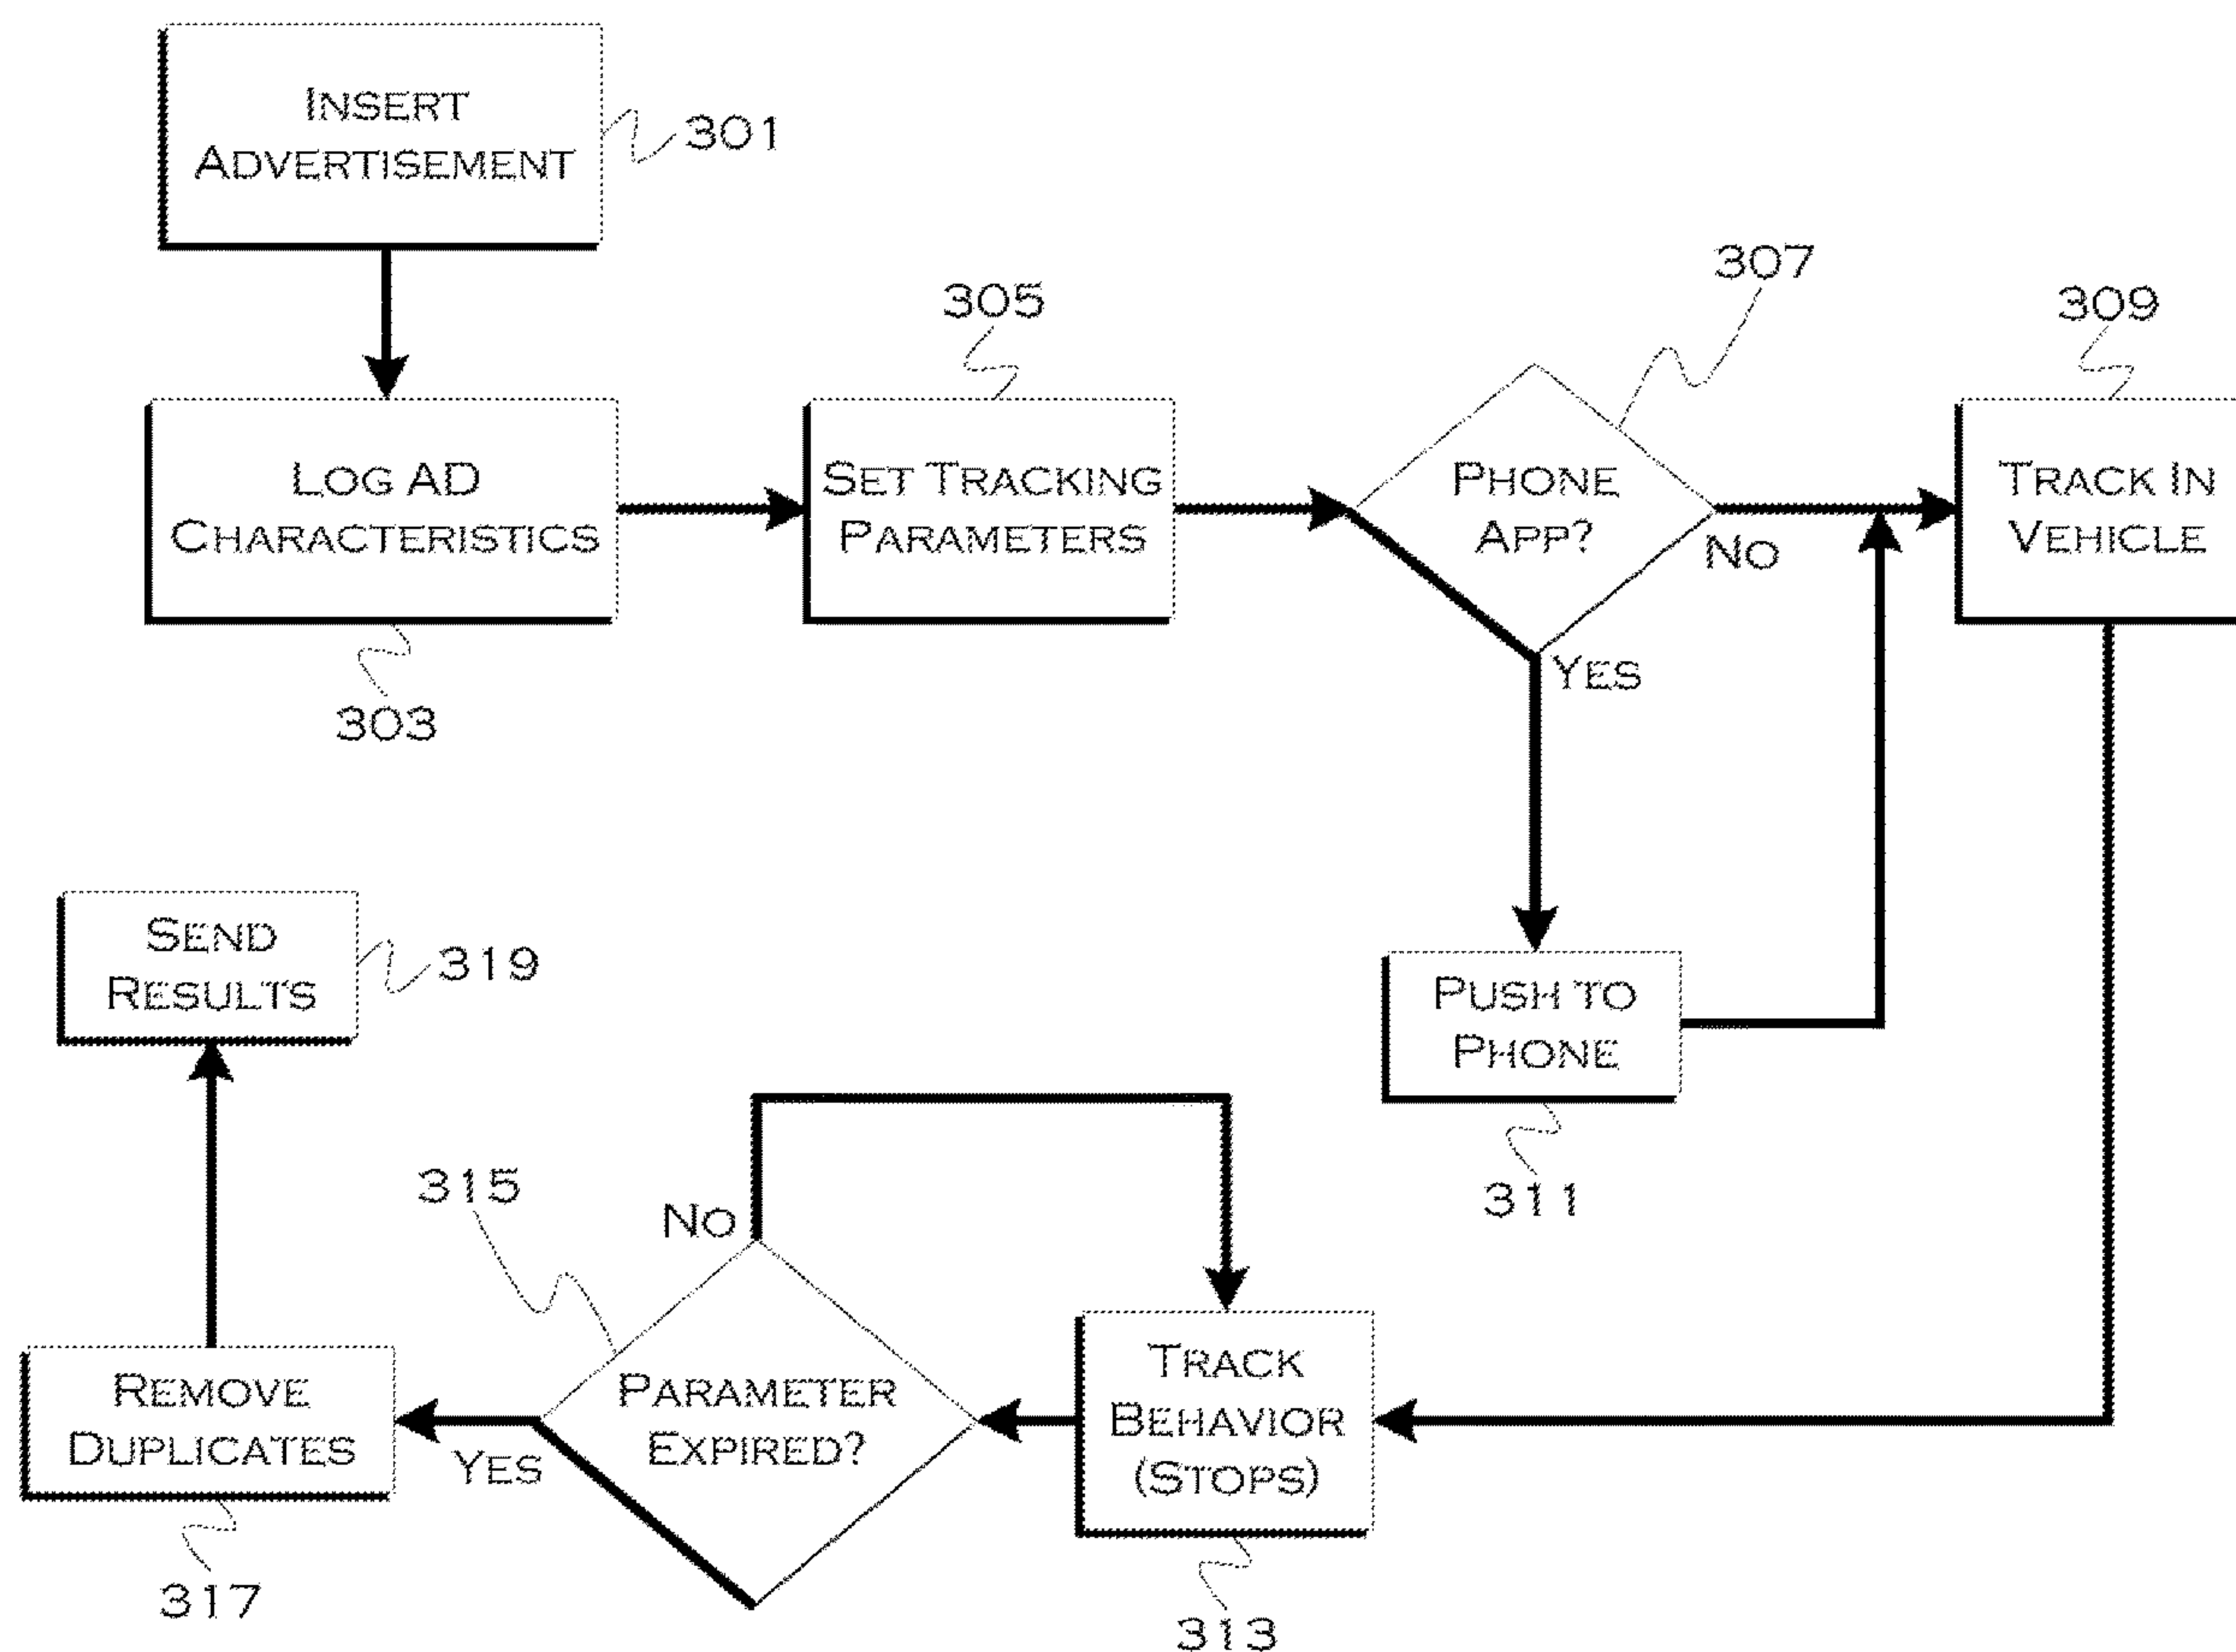 INSERT
ADVERTISEMENT
301
LOG AD
CHARACTERISTICS
303
305
SET TRACKING
PARAMETERS
307
PHONE
APP?
NO
YES
309
TRACK IN
VEHICLE
PUSH TO
PHONE
311
TRACK
BEHAVIOR
(STOPS)
313
315
NO
PARAMETER
EXPIRED?
YES
REMOVE
DUPLICATES
317
SEND
RESULTS
319